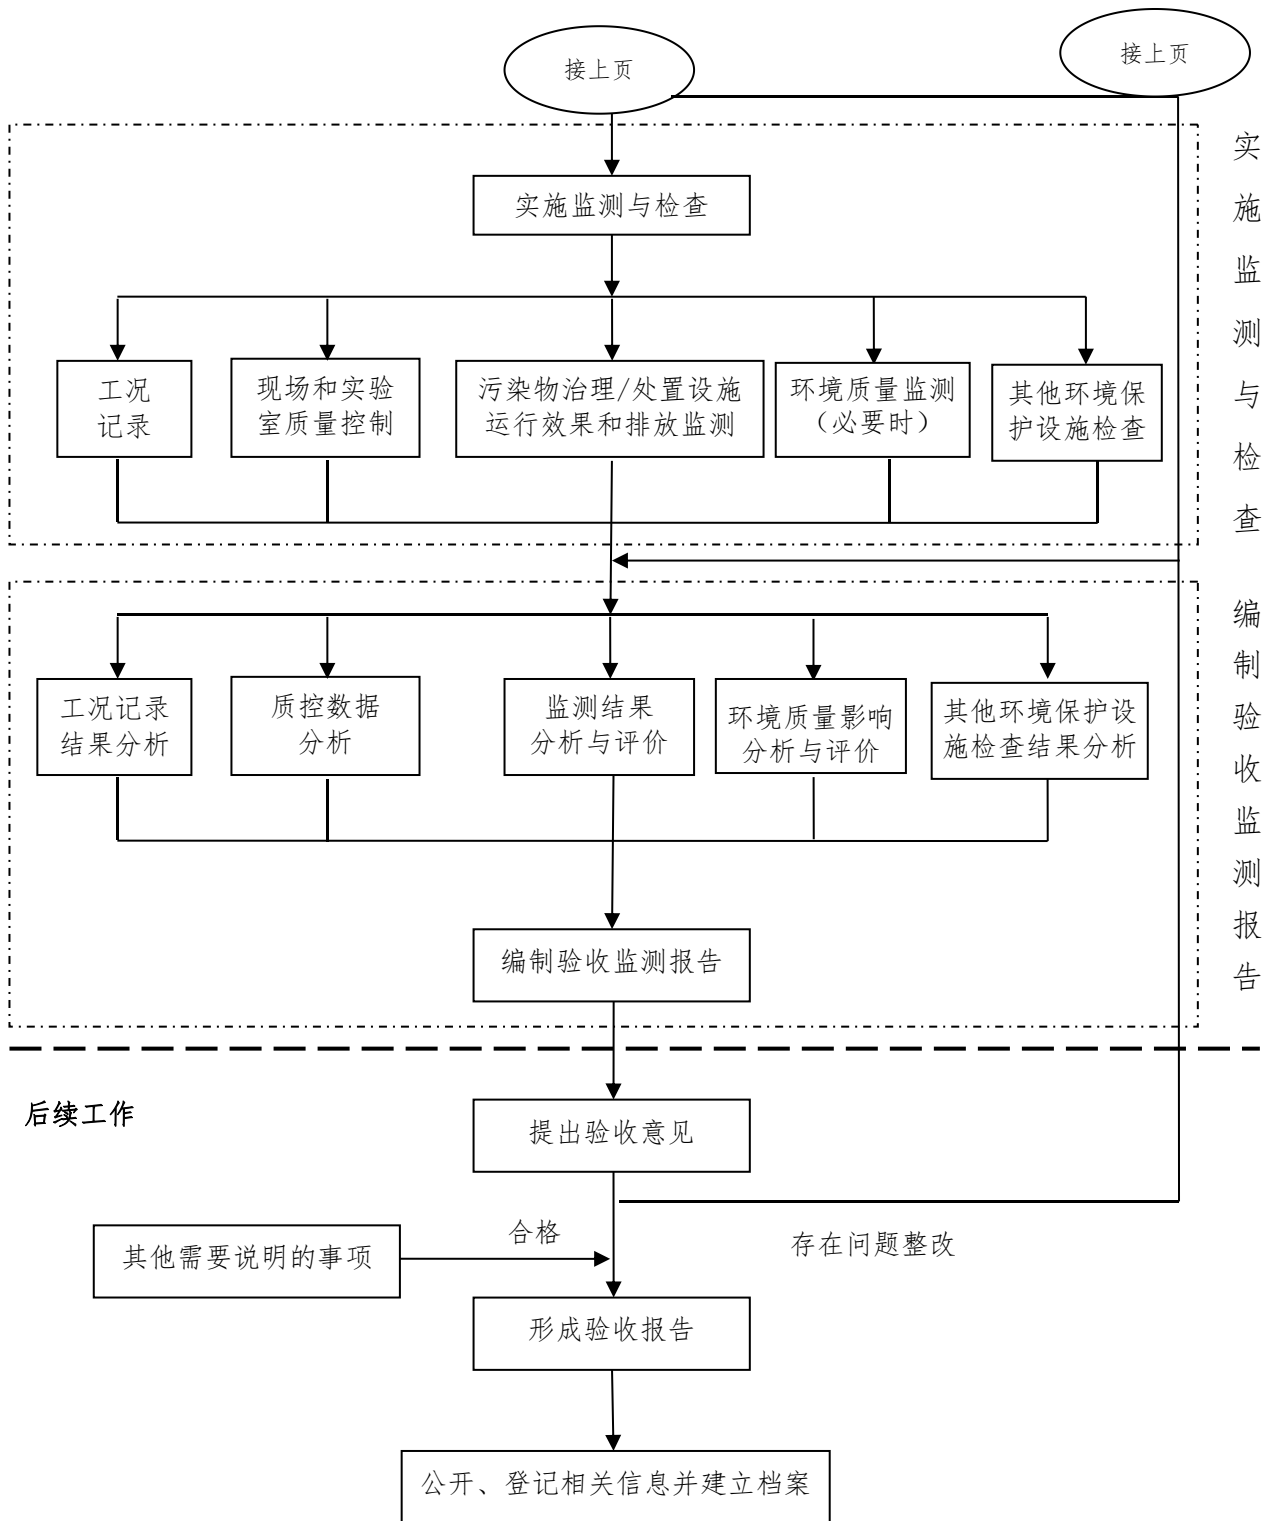 接上页
接上页
实施监测与检查
实施监测与检查
工况
记录
现场和实验
室质量控制
污染物治理/处置设施
运行效果和排放监测
环境质量监测
（必要时）
其他环境保
护设施检查
编制验收监测报告
工况记录
结果分析
质控数据
分析
监测结果
分析与评价
环境质量影响
分析与评价
其他环境保护设
施检查结果分析
编制验收监测报告
后续工作
提出验收意见
合格
存在问题整改
其他需要说明的事项
形成验收报告
公开、登记相关信息并建立档案